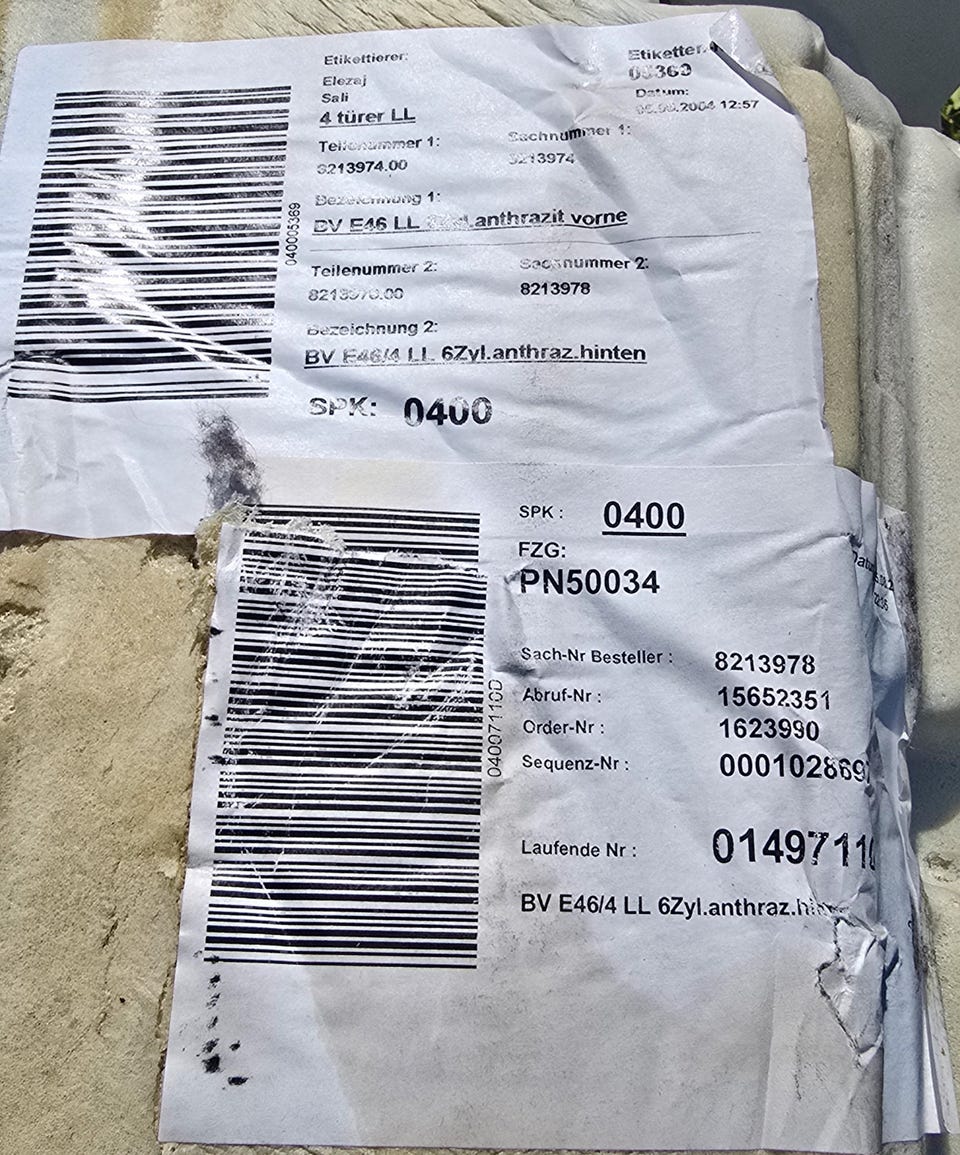 Etikettierer:
Elezaj
Sali
4 türer LL
Datum:
.2004 12:57
Teilenummer 1:
Sachnummer 1:
8213974.00
8213974
Bezeichnung 1:
BV E46 LL anthrazit vorne
040005369
Teilenummer 2:
Sachnummer 2:
8213978
Bezeichnung 2:
BV E46/4 LL 6Zyl.anthraz.hinten
SPK: 0400
SPK : 0400
FZG:
PN50034
Sach-Nr Besteller : 8213978
Abruf-Nr : 15652351
Order-Nr : 1623990
Sequenz-Nr :
Laufende Nr :
BV E46/4 LL 6Zyl.anthraz.